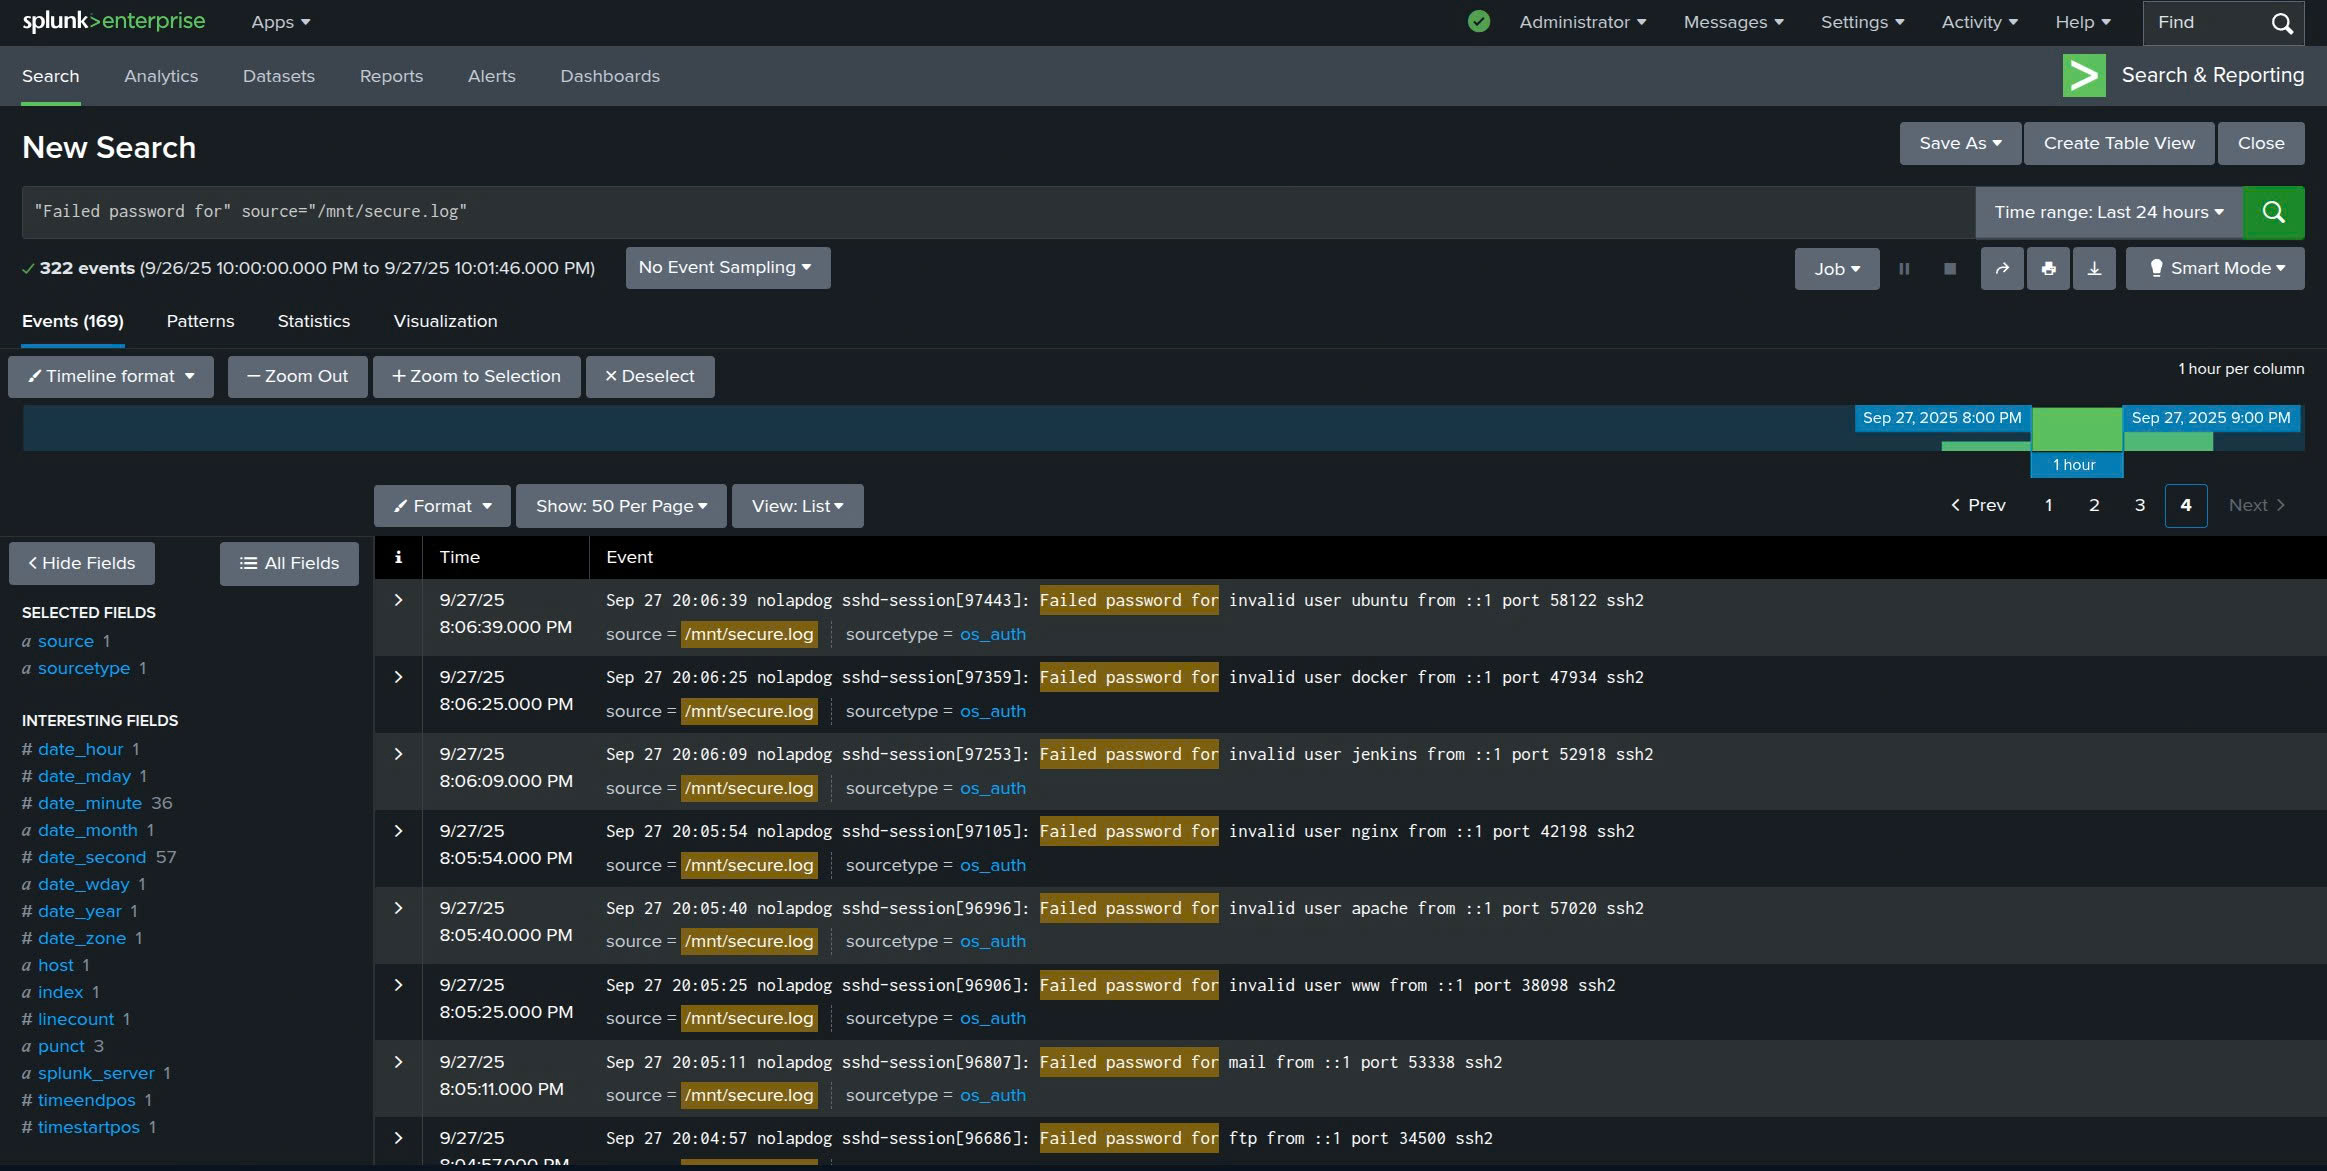 splunk>enterprise Apps Administrator Messages Settings Activity Help Find
Search Analytics Datasets Reports Alerts Dashboards Search & Reporting
New Search Save As Create Table View Close
"Failed password for" source="/mnt/secure.log" Time range: Last 24 hours
322 events (9/26/25 10:00:00.000 PM to 9/27/25 10:01:46.000 PM) No Event Sampling Job Smart Mode
Events (169) Patterns Statistics Visualization
Timeline format — Zoom Out + Zoom to Selection × Deselect 1 hour per column
Sep 27, 2025 8:00 PM Sep 27, 2025 9:00 PM
1 hour
Format Show: 50 Per Page View: List < Prev 1 2 3 4 Next >
< Hide Fields All Fields
SELECTED FIELDS
a source 1
a sourcetype 1
INTERESTING FIELDS
# date_hour 1
# date_mday 1
# date_minute 36
a date_month 1
# date_second 57
a date_wday 1
# date_year 1
# date_zone 1
a host 1
a index 1
# linecount 1
a punct 3
a splunk_server 1
# timeendpos 1
# timestartpos 1
i Time Event
9/27/25
8:06:39.000 PM
Sep 27 20:06:39 nolapdog sshd-session[97443]: Failed password for invalid user ubuntu from ::1 port 58122 ssh2
source = /mnt/secure.log sourcetype = os_auth
9/27/25
8:06:25.000 PM
Sep 27 20:06:25 nolapdog sshd-session[97359]: Failed password for invalid user docker from ::1 port 47934 ssh2
source = /mnt/secure.log sourcetype = os_auth
9/27/25
8:06:09.000 PM
Sep 27 20:06:09 nolapdog sshd-session[97253]: Failed password for invalid user jenkins from ::1 port 52918 ssh2
source = /mnt/secure.log sourcetype = os_auth
9/27/25
8:05:54.000 PM
Sep 27 20:05:54 nolapdog sshd-session[97105]: Failed password for invalid user nginx from ::1 port 42198 ssh2
source = /mnt/secure.log sourcetype = os_auth
9/27/25
8:05:40.000 PM
Sep 27 20:05:40 nolapdog sshd-session[96996]: Failed password for invalid user apache from ::1 port 57020 ssh2
source = /mnt/secure.log sourcetype = os_auth
9/27/25
8:05:25.000 PM
Sep 27 20:05:25 nolapdog sshd-session[96906]: Failed password for invalid user www from ::1 port 38098 ssh2
source = /mnt/secure.log sourcetype = os_auth
9/27/25
8:05:11.000 PM
Sep 27 20:05:11 nolapdog sshd-session[96807]: Failed password for mail from ::1 port 53338 ssh2
source = /mnt/secure.log sourcetype = os_auth
9/27/25
8:04:57.000 PM
Sep 27 20:04:57 nolapdog sshd-session[96686]: Failed password for ftp from ::1 port 34500 ssh2